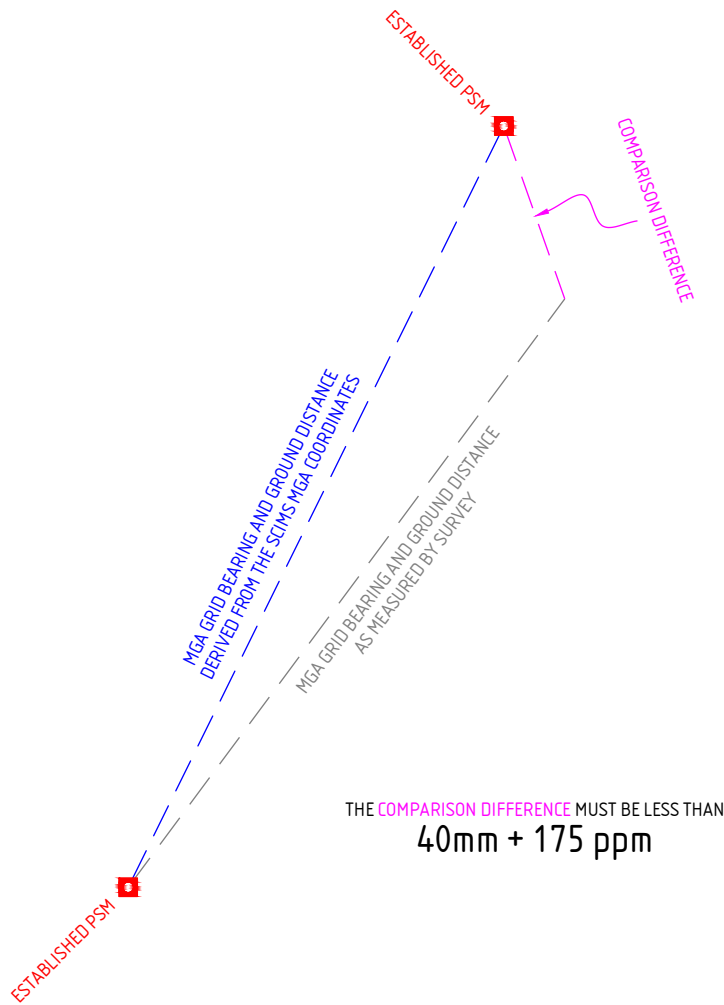 ESTABLISHED PSM
COMPARISON DIFFERENCE
MGA GRID BEARING AND GROUND DISTANCE
DERIVED FROM THE SCIMS MGA COORDINATES
MGA GRID BEARING AND GROUND DISTANCE
AS MEASURED BY SURVEY
THE COMPARISON DIFFERENCE MUST BE LESS THAN
40mm + 175 ppm
ESTABLISHED PSM